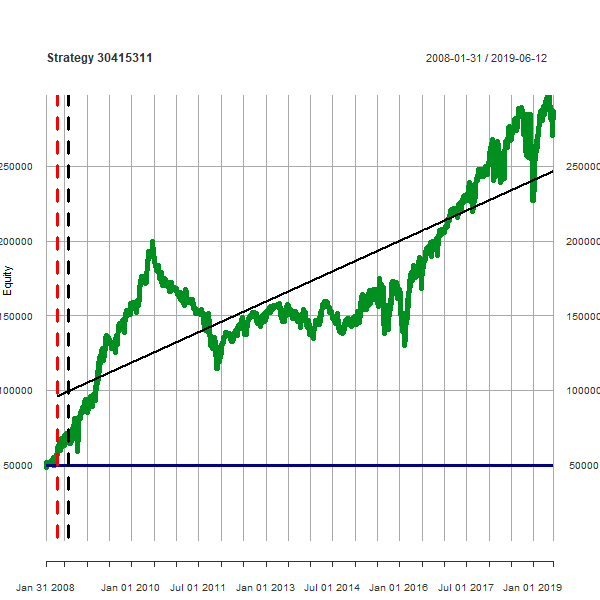 Strategy 30415311
2008-01-31 / 2019-06-12
250000
250000
200000
200000
Equity
150000
150000
100000
100000
50000
50000
Jan 31 2008
Jan 01 2010
Jul 01 2011
Jan 01 2013
Jul 01 2014
Jan 01 2016
Jul 01 2017
Jan 01 2019